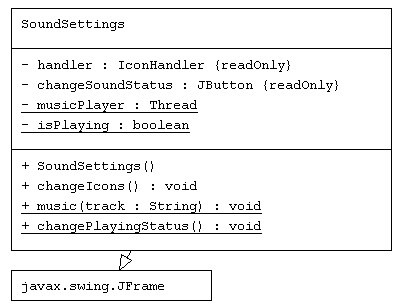 SoundSettings
- handler : IconHandler {readOnly}
- changeSoundStatus : JButton {readOnly}
- musicPlayer : Thread
- isPlaying : boolean
+ SoundSettings()
+ changeIcons() : void
+ music(track : String) : void
+ changePlayingStatus() : void
javax.swing.JFrame